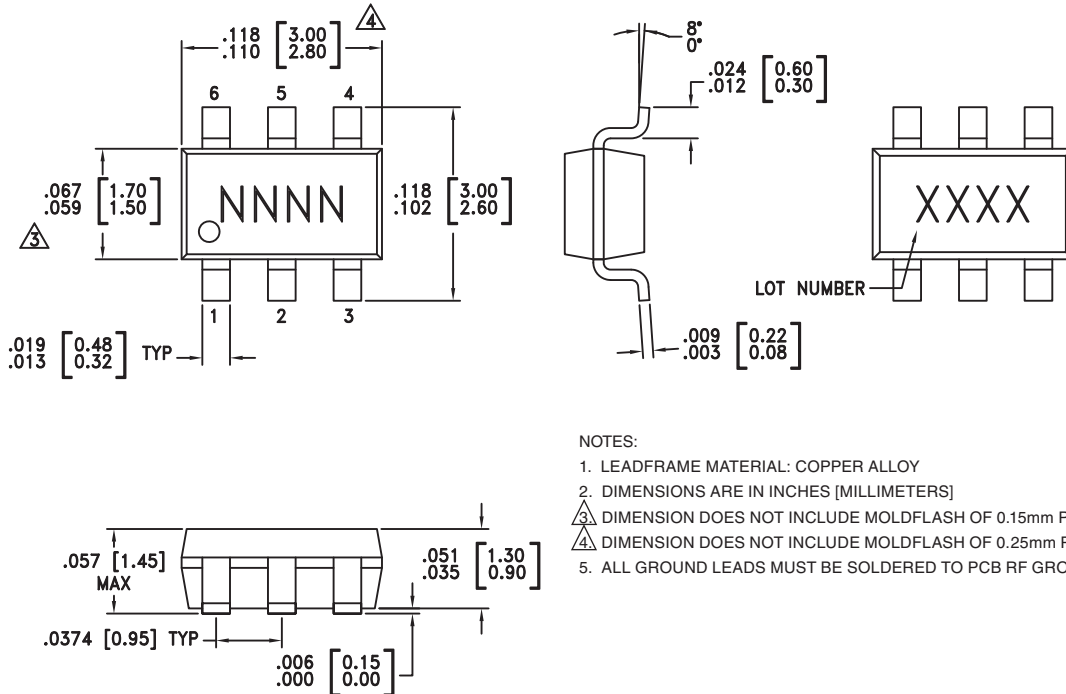 4
.118 [3.00]
.110 [2.80]
6 5 4
.067 [1.70]
.059 [1.50]
3
NNNN
.118 [3.00]
.102 [2.60]
1 2 3
.019 [0.48] TYP
.013 [0.32]
8°
0°
.024 [0.60]
.012 [0.30]
.009 [0.22]
.003 [0.08]
XXXX
LOT NUMBER
.057 [1.45]
MAX
.051 [1.30]
.035 [0.90]
.0374 [0.95] TYP
.006 [0.15]
.000 [0.00]
NOTES:
1. LEADFRAME MATERIAL: COPPER ALLOY
2. DIMENSIONS ARE IN INCHES [MILLIMETERS]
3. DIMENSION DOES NOT INCLUDE MOLDFLASH OF 0.15mm
4. DIMENSION DOES NOT INCLUDE MOLDFLASH OF 0.25mm
5. ALL GROUND LEADS MUST BE SOLDERED TO PCB RF